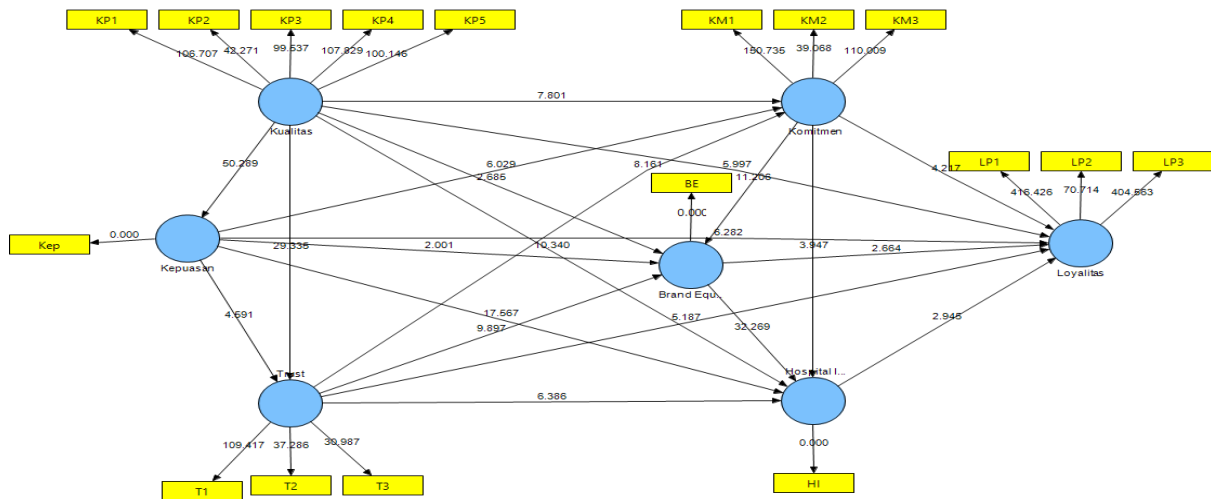 KP1
KP2
KP3
KP4
KP5
KM1
KM2
KM3
106.707
42.271
99.537
107.829
100.146
150.735
39.068
110.009
7.801
Kualitas
Komitmen
50.289
6.029
2.685
8.161
5.997
11.206
4.217
LP1
LP2
LP3
416.426
70.714
404.563
BE
0.000
Kep
0.000
Kepuasan
29.335
2.001
10.340
6.282
3.947
2.664
Brand Equ..
Loyalitas
4.591
17.567
9.897
5.187
32.269
2.945
Trust
Hospital I...
6.386
109.417
37.286
30.987
0.000
T1
T2
T3
HI